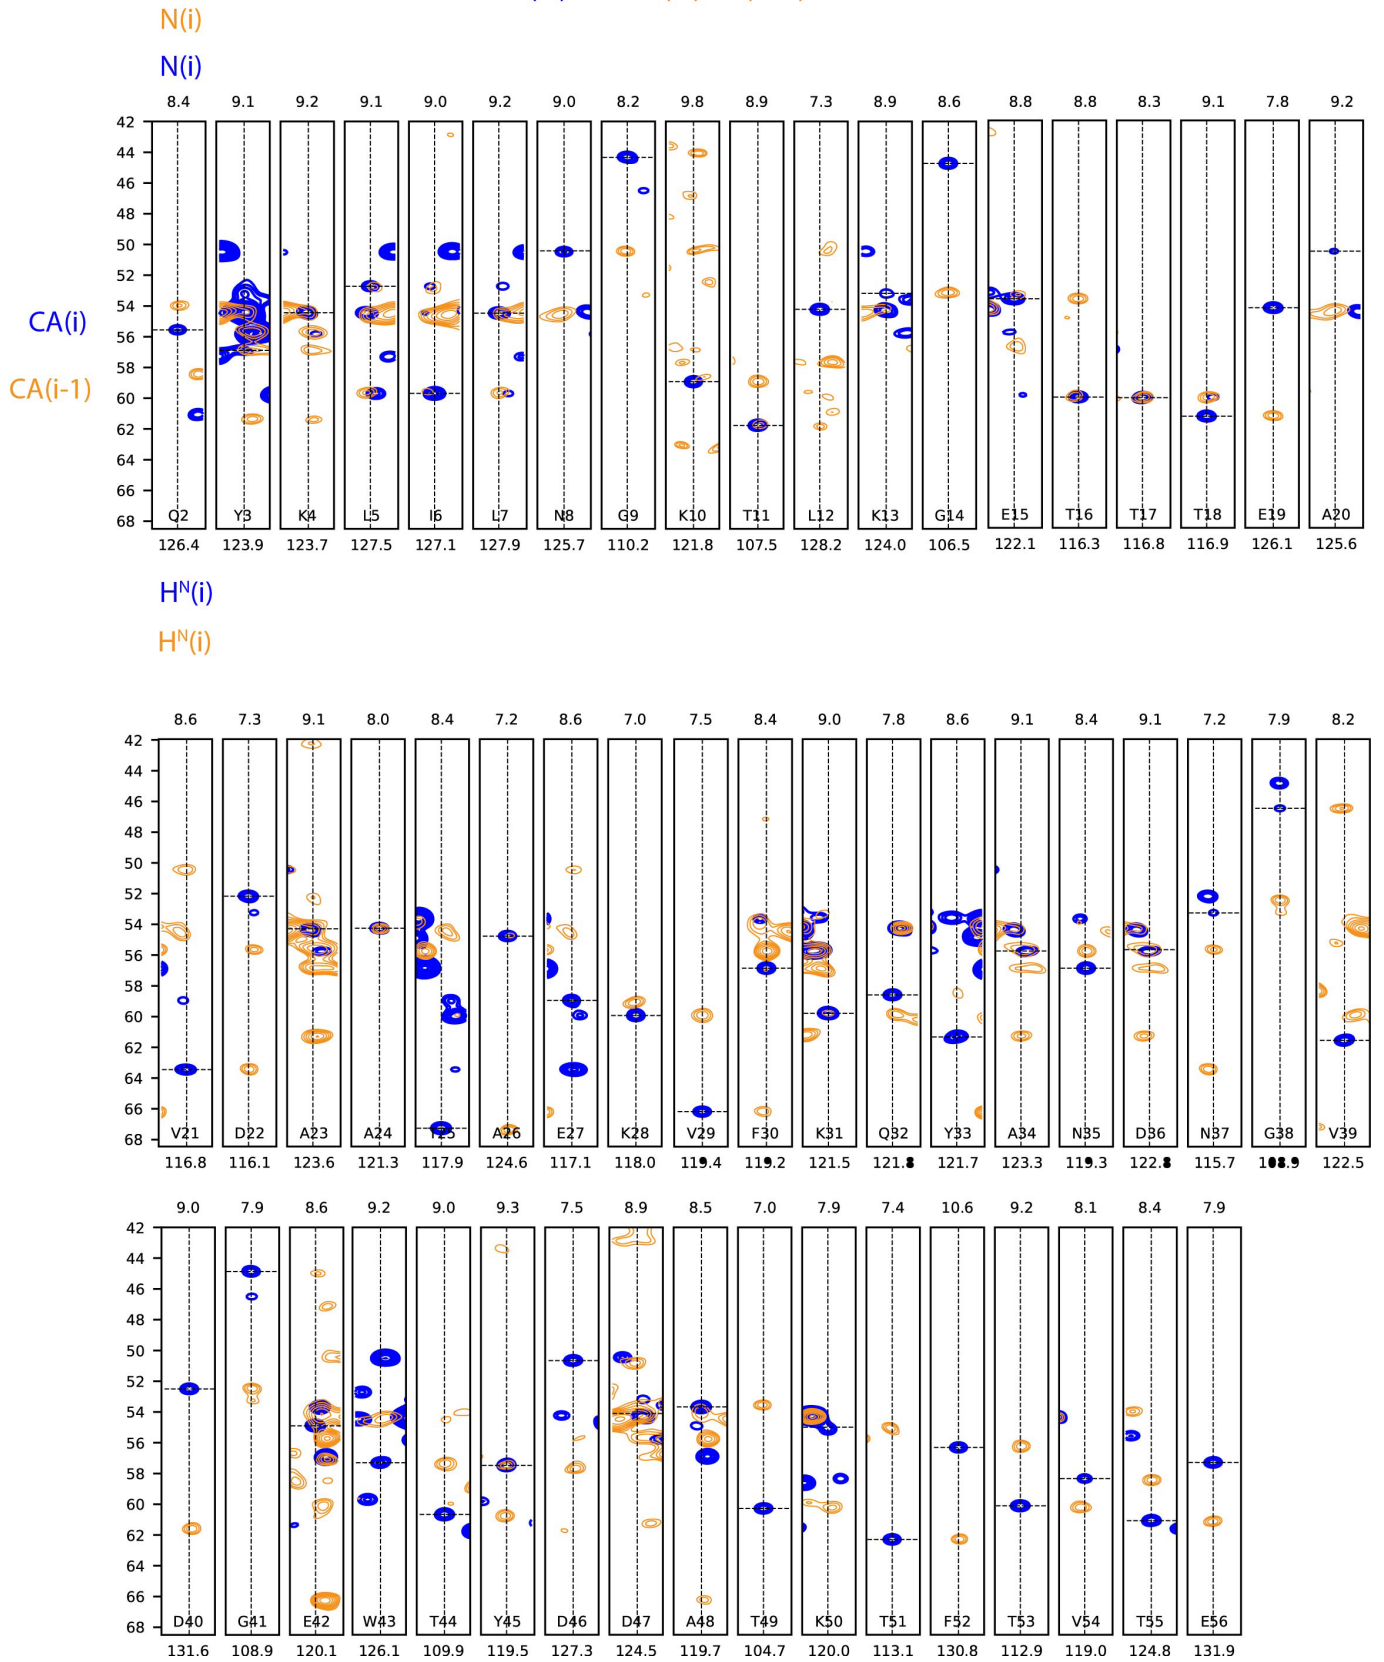 N(i)
N(i)
8.4 9.1 9.2 9.1 9.0 9.2 9.0 8.2 9.8 8.9 7.3 8.9 8.6 8.8 8.8 8.3 9.1 7.8 9.2
42
44
46
48
50
52
54
CA(i)
56
58
CA(i-1)
60
62
64
66
68
Q2 Y3 K4 L5 I6 L7 N8 G9 K10 T11 L12 K13 G14 E15 T16 T17 T18 E19 A20
126.4 123.9 123.7 127.5 127.1 127.9 125.7 110.2 121.8 107.5 128.2 124.0 106.5 122.1 116.3 116.8 116.9 126.1 125.6
Hᴺ(i)
Hᴺ(i)
8.6 7.3 9.1 8.0 8.4 7.2 8.6 7.0 7.5 8.4 9.0 7.8 8.6 9.1 8.4 9.1 7.2 7.9 8.2
42
44
46
48
50
52
54
56
58
60
62
64
66
68
V21 D22 A23 A24 T25 A26 E27 K28 V29 F30 K31 Q32 Y33 A34 N35 D36 N37 G38 V39
116.8 116.1 123.6 121.3 117.9 124.6 117.1 118.0 119.4 119.2 121.5 121.8 121.7 123.3 119.3 122.8 115.7 108.9 122.5
9.0 7.9 8.6 9.2 9.0 9.3 7.5 8.9 8.5 7.0 7.9 7.4 10.6 9.2 8.1 8.4 7.9
42
44
46
48
50
52
54
56
58
60
62
64
66
68
D40 G41 E42 W43 T44 Y45 D46 D47 A48 T49 K50 T51 F52 T53 V54 T55 E56
131.6 108.9 120.1 126.1 109.9 119.5 127.3 124.5 119.7 104.7 120.0 113.1 130.8 112.9 119.0 124.8 131.9